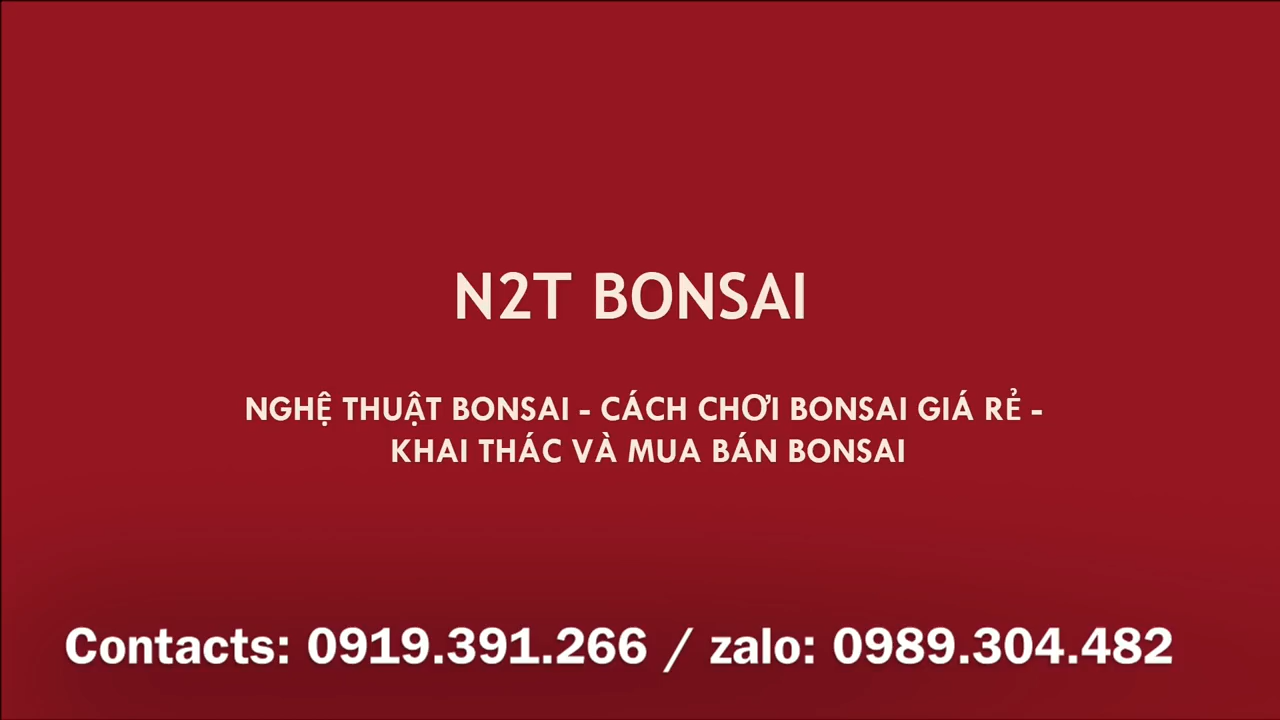 N2T BONSAI
NGHỆ THUẬT BONSAI - CÁCH CHƠI BONSAI GIÁ RẺ -
KHAI THÁC VÀ MUA BÁN BONSAI
Contacts: 0919.391.266 / zalo: 0989.304.482